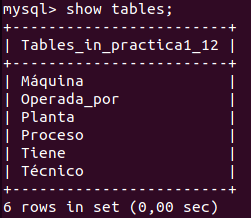 mysql> show tables;
+-----------------------+
| Tables_in_practica1_12 |
+-----------------------+
| Máquina |
| Operada_por |
| Planta |
| Proceso |
| Tiene |
| Técnico |
+-----------------------+
6 rows in set (0,00 sec)